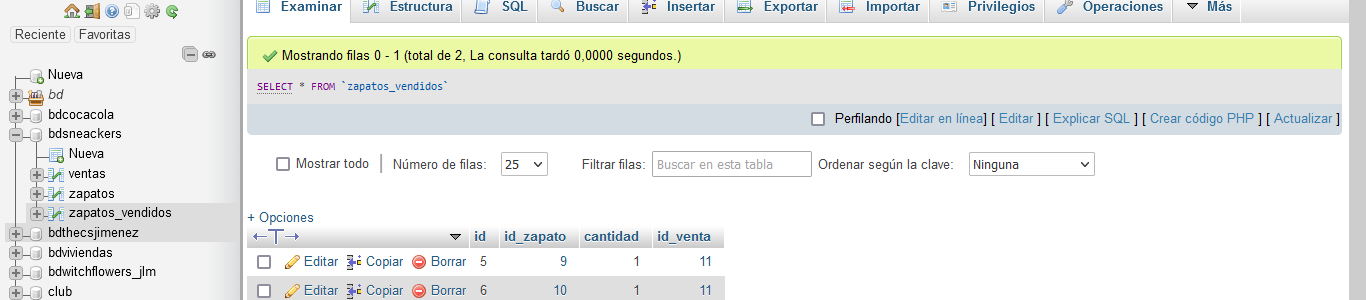 Reciente Favoritas
Nueva
bd
bdcocacola
bdsneackers
Nueva
ventas
zapatos
zapatos_vendidos
bdthecsjimenez
bdviviendas
bdwitchflowers_jlm
club
Examinar Estructura SQL Buscar Insertar Exportar Importar Privilegios Operaciones Más
Mostrando filas 0 - 1 (total de 2, La consulta tardó 0,0000 segundos.)
SELECT * FROM `zapatos_vendidos`
Perfilando [Editar en línea] [ Editar ] [ Explicar SQL ] [ Crear código PHP ] [ Actualizar ]
Mostrar todo | Número de filas: 25 Filtrar filas: Buscar en esta tabla Ordenar según la clave: Ninguna
+ Opciones
←T→ id id_zapato cantidad id_venta
Editar Copiar Borrar 5 9 1 11
Editar Copiar Borrar 6 10 1 11